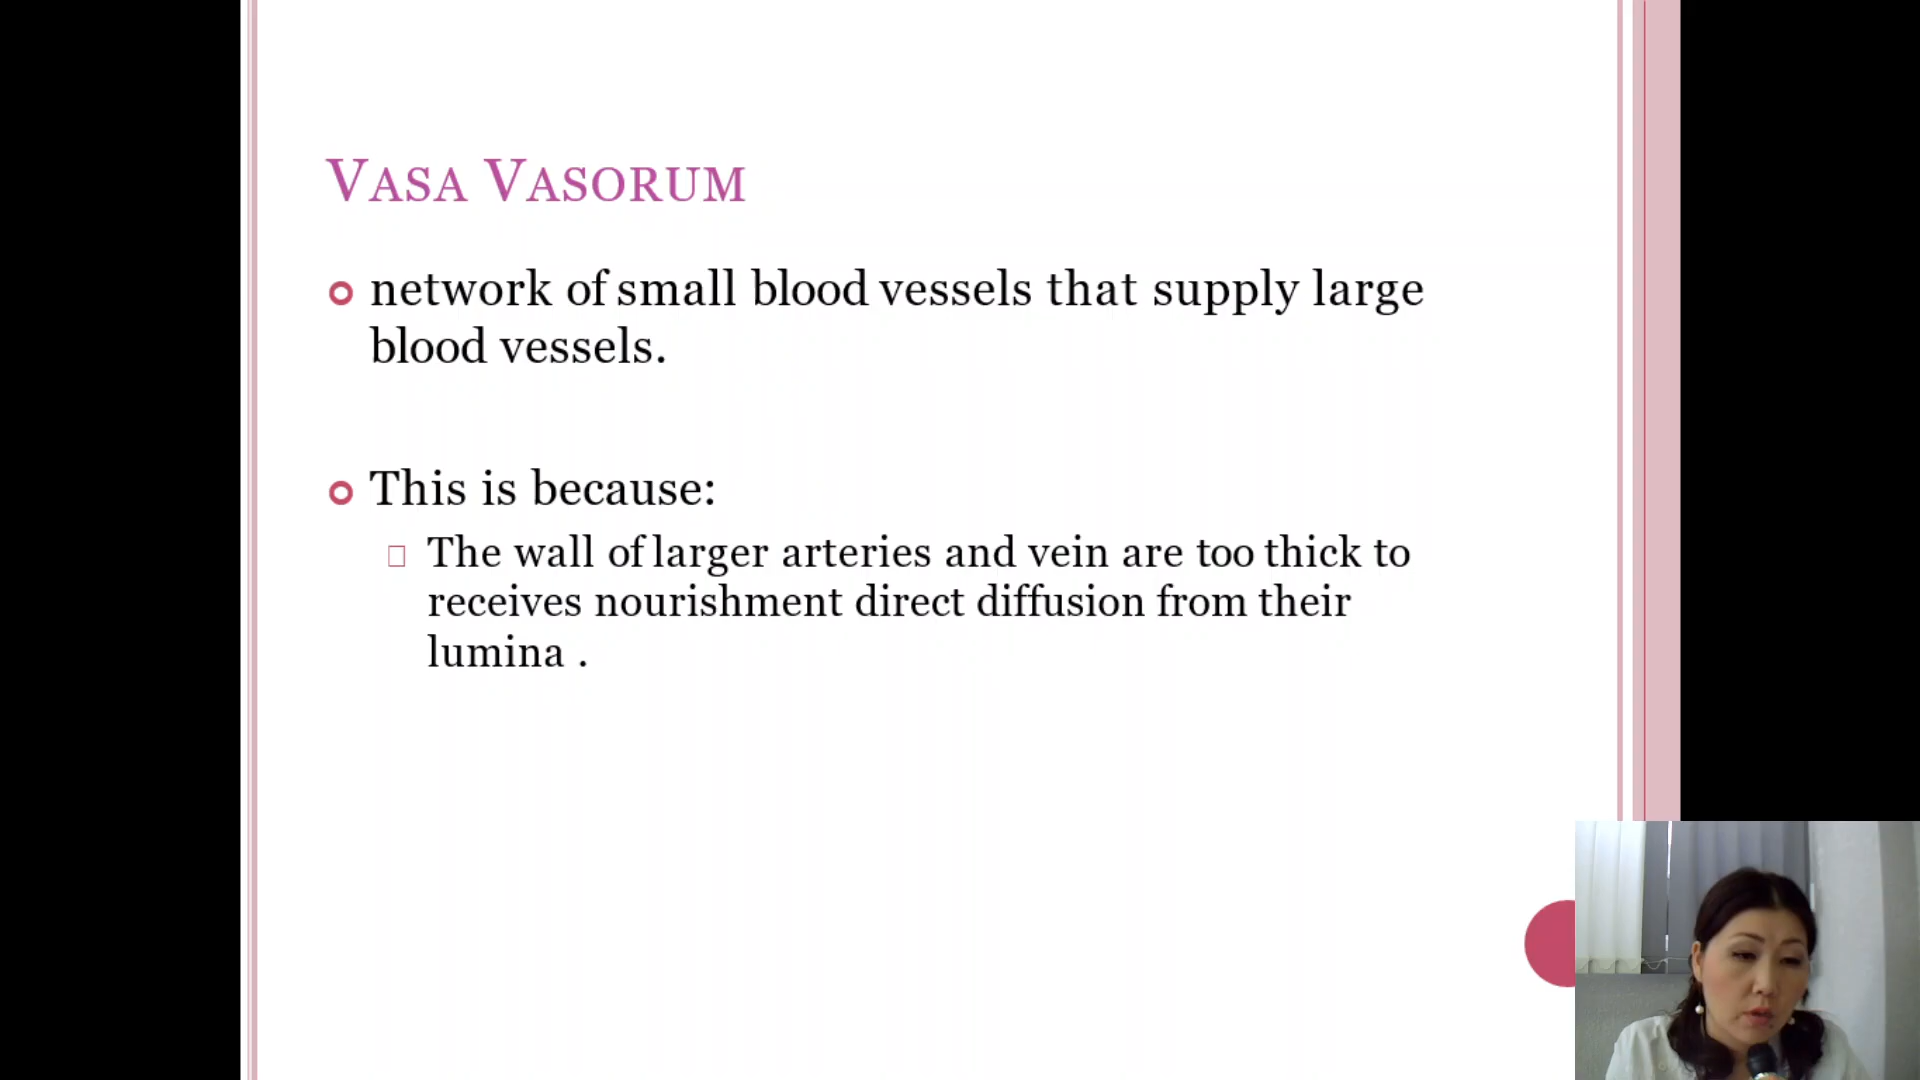 VASA VASORUM
network of small blood vessels that supply large
blood vessels.
This is because:
The wall of larger arteries and vein are too thick to
receives nourishment direct diffusion from their
lumina .